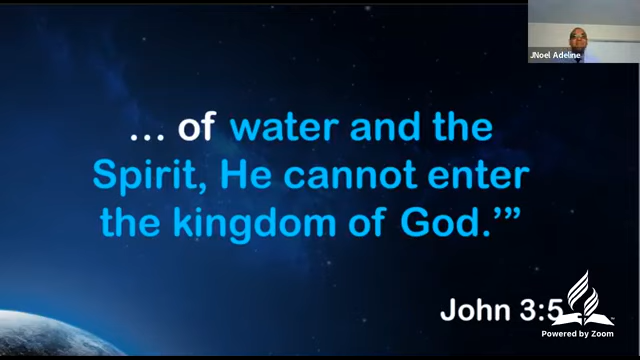 JNoel Adeline
... of water and the
Spirit, He cannot enter
the kingdom of God.’”
John 3:5
Powered by Zoom